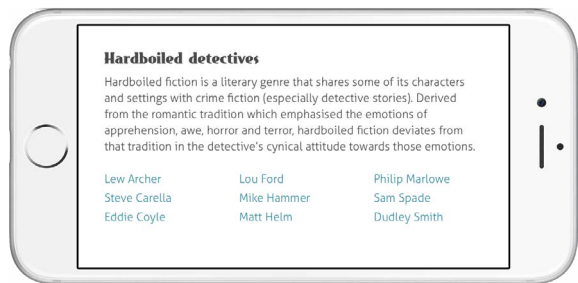 Hardboiled detectives
Hardboiled fiction is a literary genre that shares some of its characters
and settings with crime fiction (especially detective stories). Derived
from the romantic tradition which emphasised the emotions of
apprehension, awe, horror and terror, hardboiled fiction deviates from
that tradition in the detective's cynical attitude towards those emotions.
Lew Archer Lou Ford Philip Marlowe
Steve Carella Mike Hammer Sam Spade
Eddie Coyle Matt Helm Dudley Smith